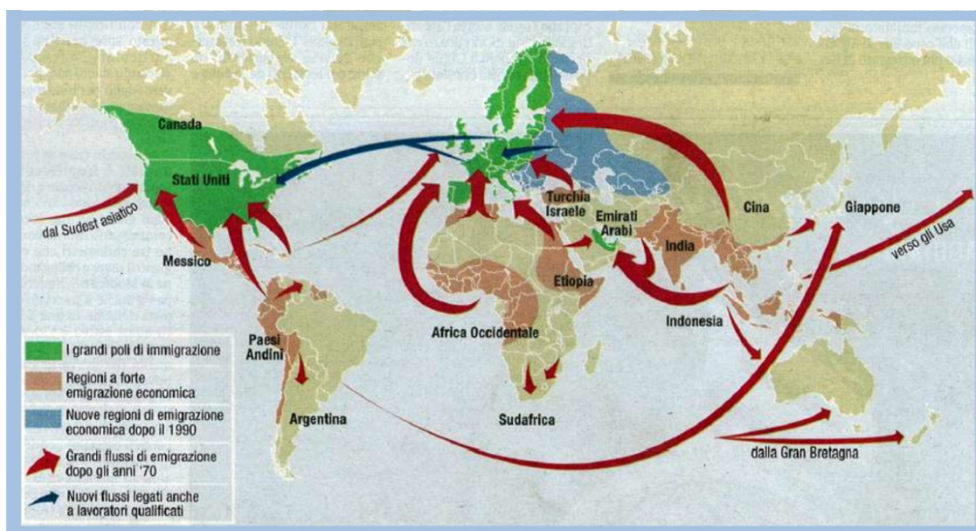 Canada
Stati Uniti
dal Sudest asiatico
Messico
Turchia
Israele
Emirati
Arabi
Cina
Giappone
India
verso gli Usa
Etiopia
Africa Occidentale
Indonesia
Paesi
Andini
Argentina
Sudafrica
dalla Gran Bretagna
I grandi poli di immigrazione
Regioni a forte
emigrazione economica
Nuove regioni di emigrazione
economica dopo il 1990
Grandi flussi di emigrazione
dopo gli anni '70
Nuovi flussi legati anche
a lavoratori qualificati